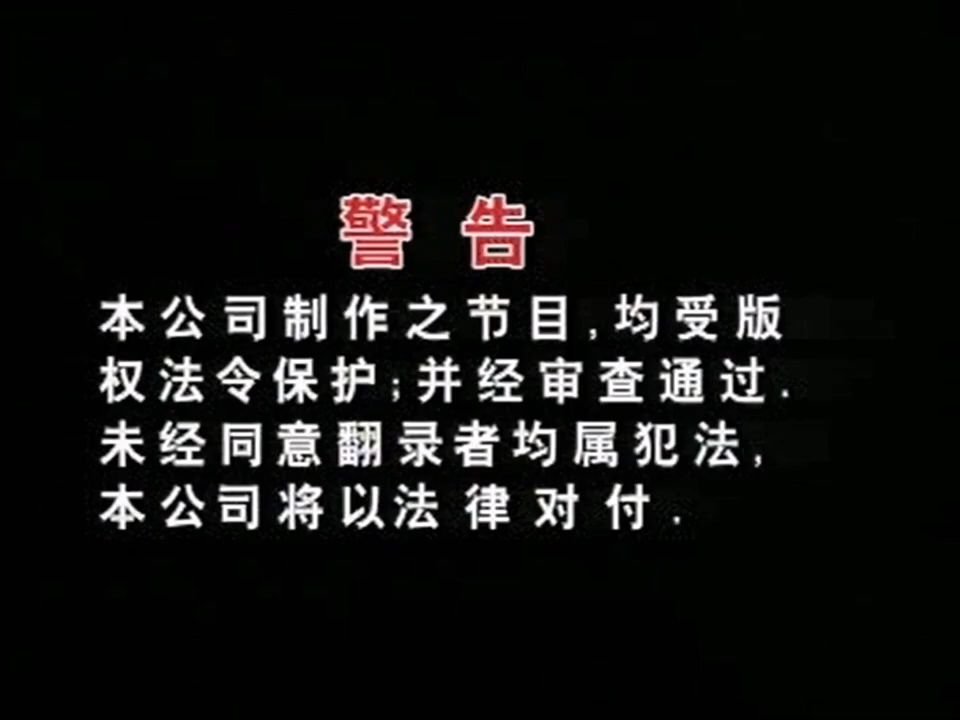 警告
本公司制作之节目,均受版
权法令保护;并经审查通过.
未经同意翻录者均属犯法,
本公司将以法律对付.